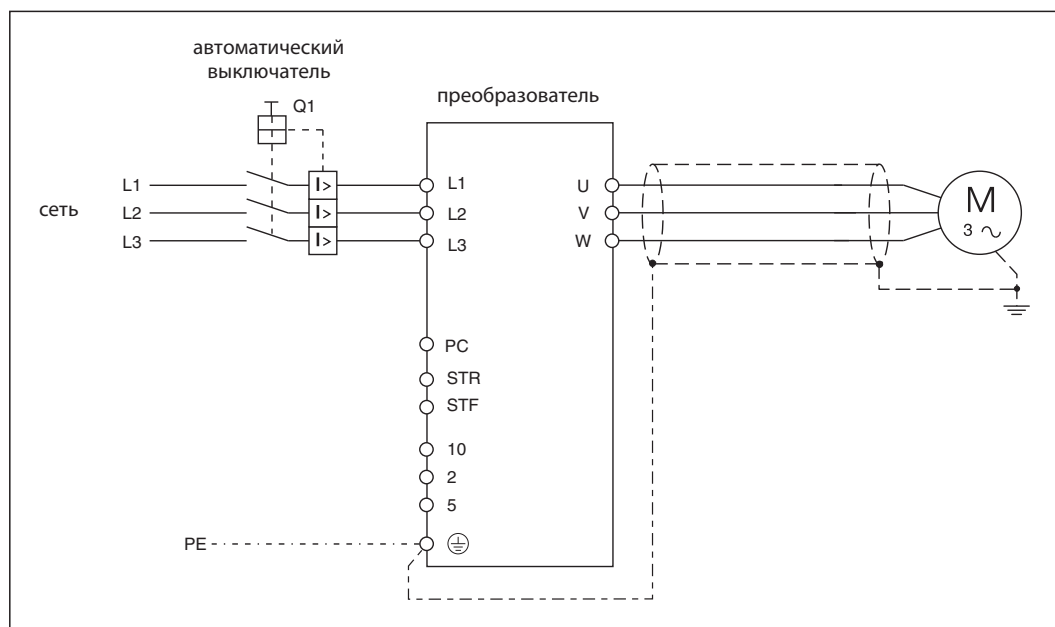 автоматический
выключатель
Q1
преобразователь
сеть
L1
L2
L3
I>
I>
I>
L1
L2
L3
U
V
W
M
3 ~
PC
STR
STF
10
2
5
PE